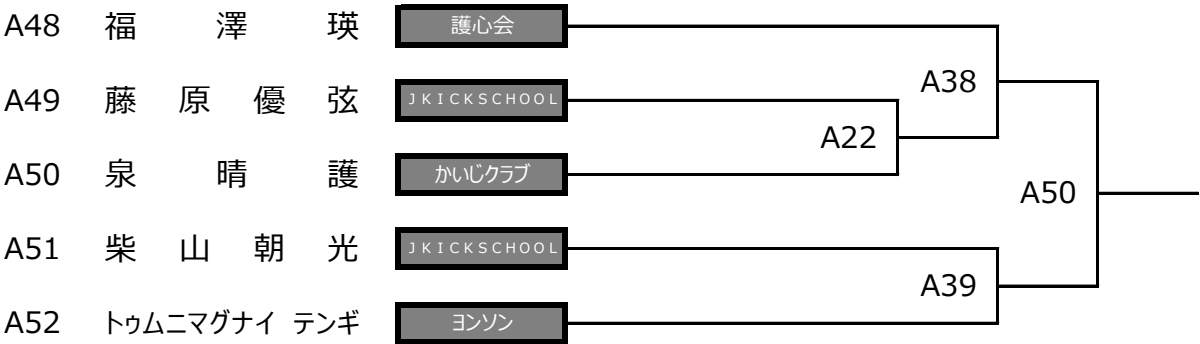 A48 福 澤 瑛 護心会
A38
A49 藤 原 優 弦 ＪＫＩＣＫＳＣＨＯＯＬ
A22
A50 泉 晴 護 かいじクラブ
A50
A51 柴 山 朝 光 ＪＫＩＣＫＳＣＨＯＯＬ
A39
A52 トゥムニマグナイ テンギ ヨンソン